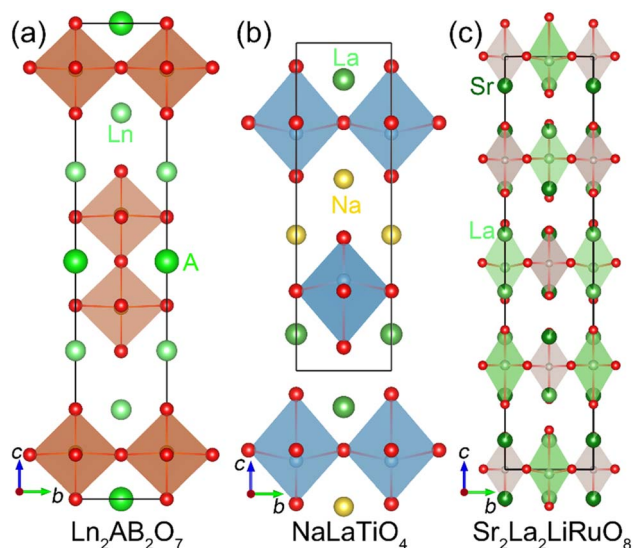 (a) (b) (c)
La
Sr
Ln
Na
La
A
c b
c b
c b
Ln₂AB₂O₇ NaLaTiO₄ Sr₂La₂LiRuO₈